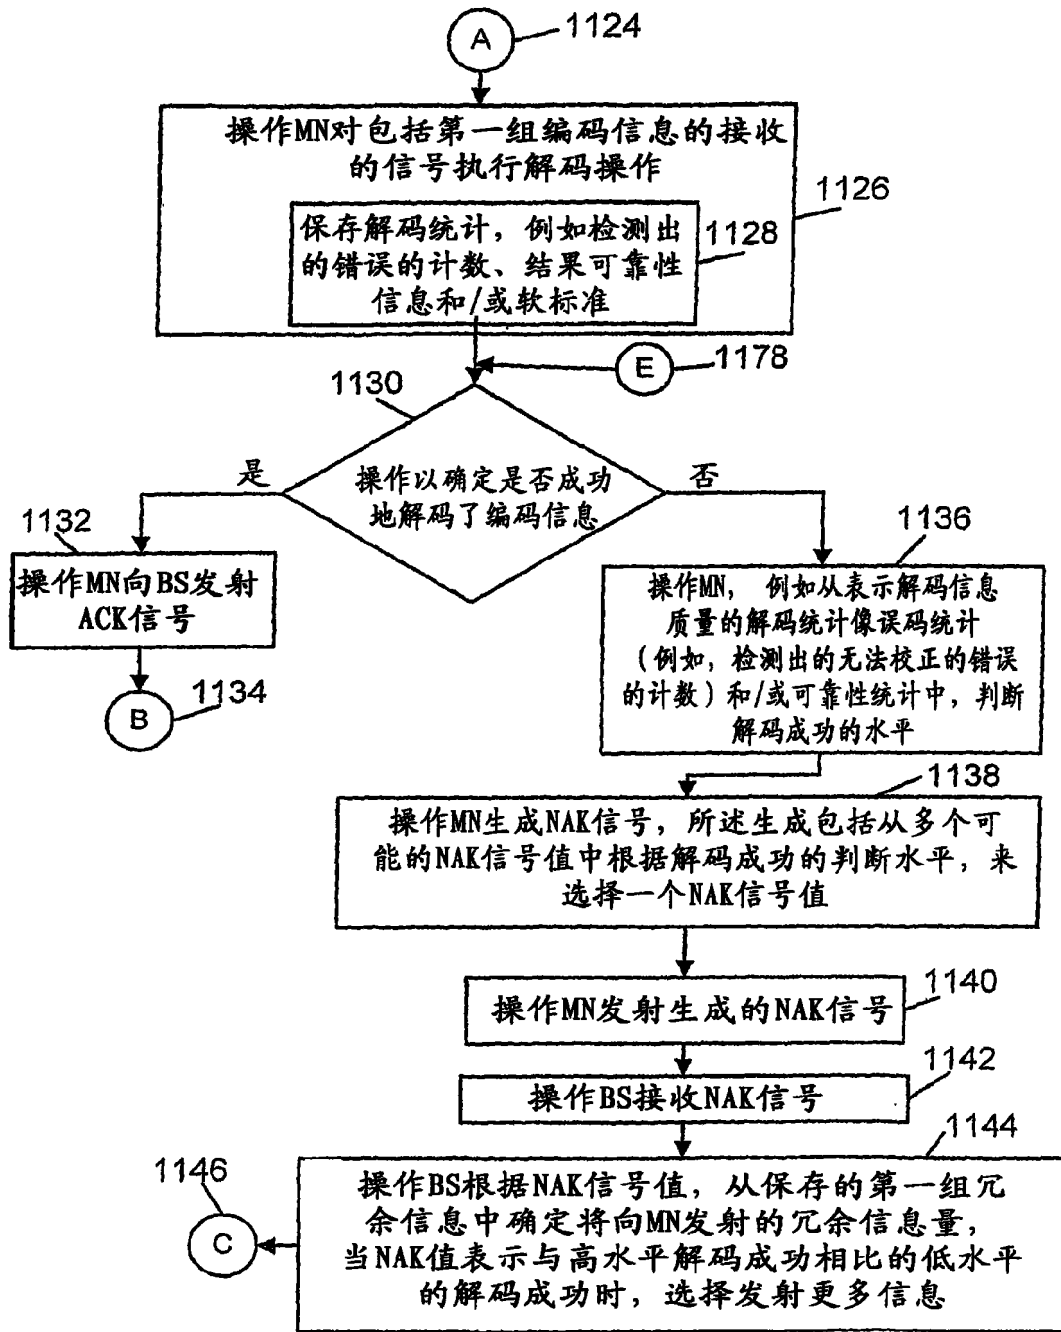 A
1124
操作MN对包括第一组编码信息的接收
的信号执行解码操作
1126
保存解码统计，例如检测出
的错误的计数、结果可靠性
信息和/或软标准
1128
E
1178
1130
操作以确定是否成功
地解码了编码信息
是
否
1132
操作MN向BS发射
ACK信号
B
1134
1136
操作MN， 例如从表示解码信息
质量的解码统计像误码统计
（例如，检测出的无法校正的错误
的计数）和/或可靠性统计中，判断
解码成功的水平
1138
操作MN生成NAK信号，所述生成包括从多个可
能的NAK信号值中根据解码成功的判断水平，来
选择一个NAK信号值
1140
操作MN发射生成的NAK信号
1142
操作BS接收NAK信号
1144
操作BS根据NAK信号值，从保存的第一组冗
余信息中确定将向MN发射的冗余信息量，
当NAK值表示与高水平解码成功相比的低水平
的解码成功时，选择发射更多信息
1146
C